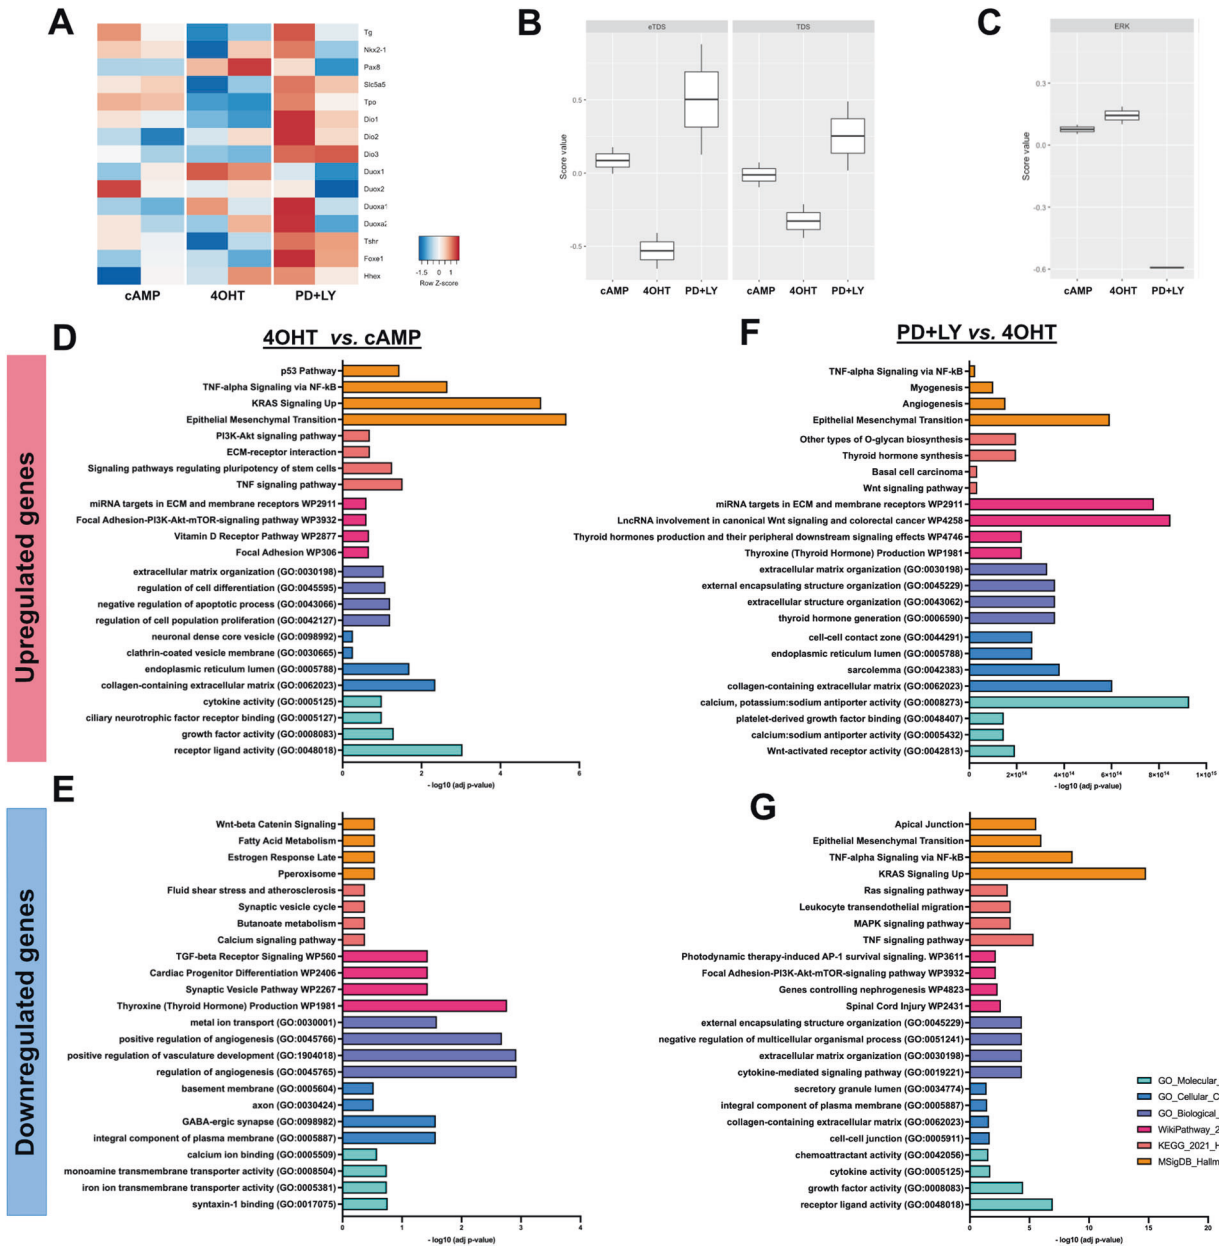 A
Tg
Nkx2-1
Pax8
Slc5a5
Tpo
Dio1
Dio2
Dio3
Duox1
Duox2
Duoxa1
Duoxa2
Tshr
Foxe1
Hhex
cAMP 4OHT PD+LY
-1.5 0 1
Row Z-score
B
eTDS TDS
Score value
0.5
0.0
-0.5
cAMP 4OHT PD+LY cAMP 4OHT PD+LY
C
ERK
Score value
0.3
0.0
-0.3
-0.6
cAMP 4OHT PD+LY
Upregulated genes
D
4OHT vs. cAMP
p53 Pathway
TNF-alpha Signaling via NF-kB
KRAS Signaling Up
Epithelial Mesenchymal Transition
PI3K-Akt signaling pathway
ECM-receptor interaction
Signaling pathways regulating pluripotency of stem cells
TNF signaling pathway
miRNA targets in ECM and membrane receptors WP2911
Focal Adhesion-PI3K-Akt-mTOR-signaling pathway WP3932
Vitamin D Receptor Pathway WP2877
Focal Adhesion WP306
extracellular matrix organization (GO:0030198)
regulation of cell differentiation (GO:0045595)
negative regulation of apoptotic process (GO:0043066)
regulation of cell population proliferation (GO:0042127)
neuronal dense core vesicle (GO:0098992)
clathrin-coated vesicle membrane (GO:0030665)
endoplasmic reticulum lumen (GO:0005788)
collagen-containing extracellular matrix (GO:0062023)
cytokine activity (GO:0005125)
ciliary neurotrophic factor receptor binding (GO:0005127)
growth factor activity (GO:0008083)
receptor ligand activity (GO:0048018)
0 2 4 6
- log10 (adj p-value)
F
PD+LY vs. 4OHT
TNF-alpha Signaling via NF-kB
Myogenesis
Angiogenesis
Epithelial Mesenchymal Transition
Other types of O-glycan biosynthesis
Thyroid hormone synthesis
Basal cell carcinoma
Wnt signaling pathway
miRNA targets in ECM and membrane receptors WP2911
LncRNA involvement in canonical Wnt signaling and colorectal cancer WP4258
Thyroid hormones production and their peripheral downstream signaling effects WP4746
Thyroxine (Thyroid Hormone) Production WP1981
extracellular matrix organization (GO:0030198)
external encapsulating structure organization (GO:0045229)
extracellular structure organization (GO:0043062)
thyroid hormone generation (GO:0006590)
cell-cell contact zone (GO:0044291)
endoplasmic reticulum lumen (GO:0005788)
sarcolemma (GO:0042383)
collagen-containing extracellular matrix (GO:0062023)
calcium, potassium:sodium antiporter activity (GO:0008273)
platelet-derived growth factor binding (GO:0048407)
calcium:sodium antiporter activity (GO:0005432)
Wnt-activated receptor activity (GO:0042813)
0 2×10¹⁴ 4×10¹⁴ 6×10¹⁴ 8×10¹⁴ 1×10¹⁵
- log10 (adj p-value)
Downregulated genes
E
Wnt-beta Catenin Signaling
Fatty Acid Metabolism
Estrogen Response Late
Pperoxisome
Fluid shear stress and atherosclerosis
Synaptic vesicle cycle
Butanoate metabolism
Calcium signaling pathway
TGF-beta Receptor Signaling WP560
Cardiac Progenitor Differentiation WP2406
Synaptic Vesicle Pathway WP2267
Thyroxine (Thyroid Hormone) Production WP1981
metal ion transport (GO:0030001)
positive regulation of angiogenesis (GO:0045766)
positive regulation of vasculature development (GO:1904018)
regulation of angiogenesis (GO:0045765)
basement membrane (GO:0005604)
axon (GO:0030424)
GABA-ergic synapse (GO:0098982)
integral component of plasma membrane (GO:0005887)
calcium ion binding (GO:0005509)
monoamine transmembrane transporter activity (GO:0008504)
iron ion transmembrane transporter activity (GO:0005381)
syntaxin-1 binding (GO:0017075)
0 1 2 3 4
- log10 (adj p-value)
G
Apical Junction
Epithelial Mesenchymal Transition
TNF-alpha Signaling via NF-kB
KRAS Signaling Up
Ras signaling pathway
Leukocyte transendothelial migration
MAPK signaling pathway
TNF signaling pathway
Photodynamic therapy-induced AP-1 survival signaling. WP3611
Focal Adhesion-PI3K-Akt-mTOR-signaling pathway WP3932
Genes controlling nephrogenesis WP4823
Spinal Cord Injury WP2431
external encapsulating structure organization (GO:0045229)
negative regulation of multicellular organismal process (GO:0051241)
extracellular matrix organization (GO:0030198)
cytokine-mediated signaling pathway (GO:0019221)
secretory granule lumen (GO:0034774)
integral component of plasma membrane (GO:0005887)
collagen-containing extracellular matrix (GO:0062023)
cell-cell junction (GO:0005911)
chemoattractant activity (GO:0042056)
cytokine activity (GO:0005125)
growth factor activity (GO:0008083)
receptor ligand activity (GO:0048018)
0 5 10 15 20
- log10 (adj p-value)
GO_Molecular_
GO_Cellular_C
GO_Biological_
WikiPathway_2
KEGG_2021_H
MSigDB_Hallm